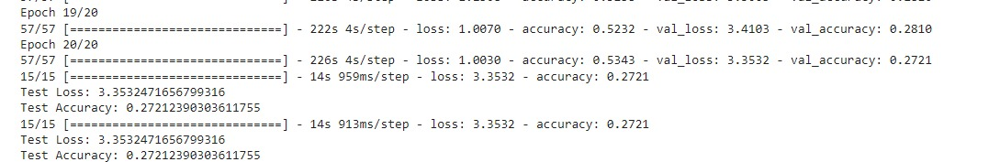 Epoch 19/20
57/57 [==============================] - 222s 4s/step - loss: 1.0070 - accuracy: 0.5232 - val_loss: 3.4103 - val_accuracy: 0.2810
Epoch 20/20
57/57 [==============================] - 226s 4s/step - loss: 1.0030 - accuracy: 0.5343 - val_loss: 3.3532 - val_accuracy: 0.2721
15/15 [==============================] - 14s 959ms/step - loss: 3.3532 - accuracy: 0.2721
Test Loss: 3.3532471656799316
Test Accuracy: 0.27212390303611755
15/15 [==============================] - 14s 913ms/step - loss: 3.3532 - accuracy: 0.2721
Test Loss: 3.3532471656799316
Test Accuracy: 0.27212390303611755